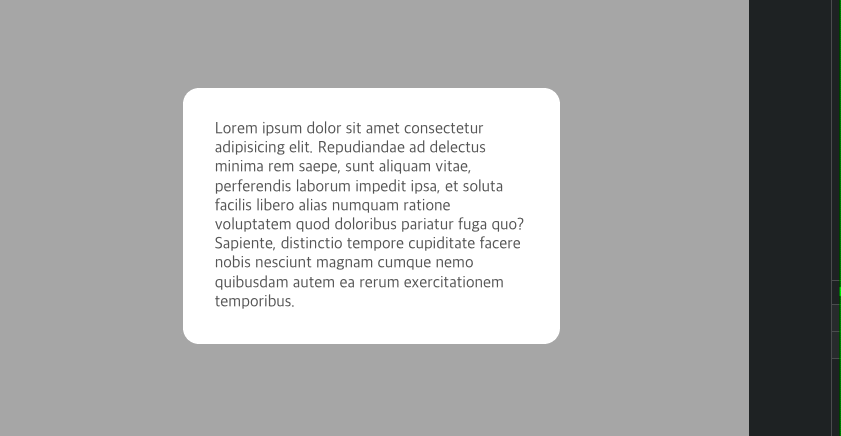 Lorem ipsum dolor sit amet consectetur
adipisicing elit. Repudiandae ad delectus
minima rem saepe, sunt aliquam vitae,
perferendis laborum impedit ipsa, et soluta
facilis libero alias numquam ratione
voluptatem quod doloribus pariatur fuga quo?
Sapiente, distinctio tempore cupiditate facere
nobis nesciunt magnam cumque nemo
quibusdam autem ea rerum exercitationem
temporibus.